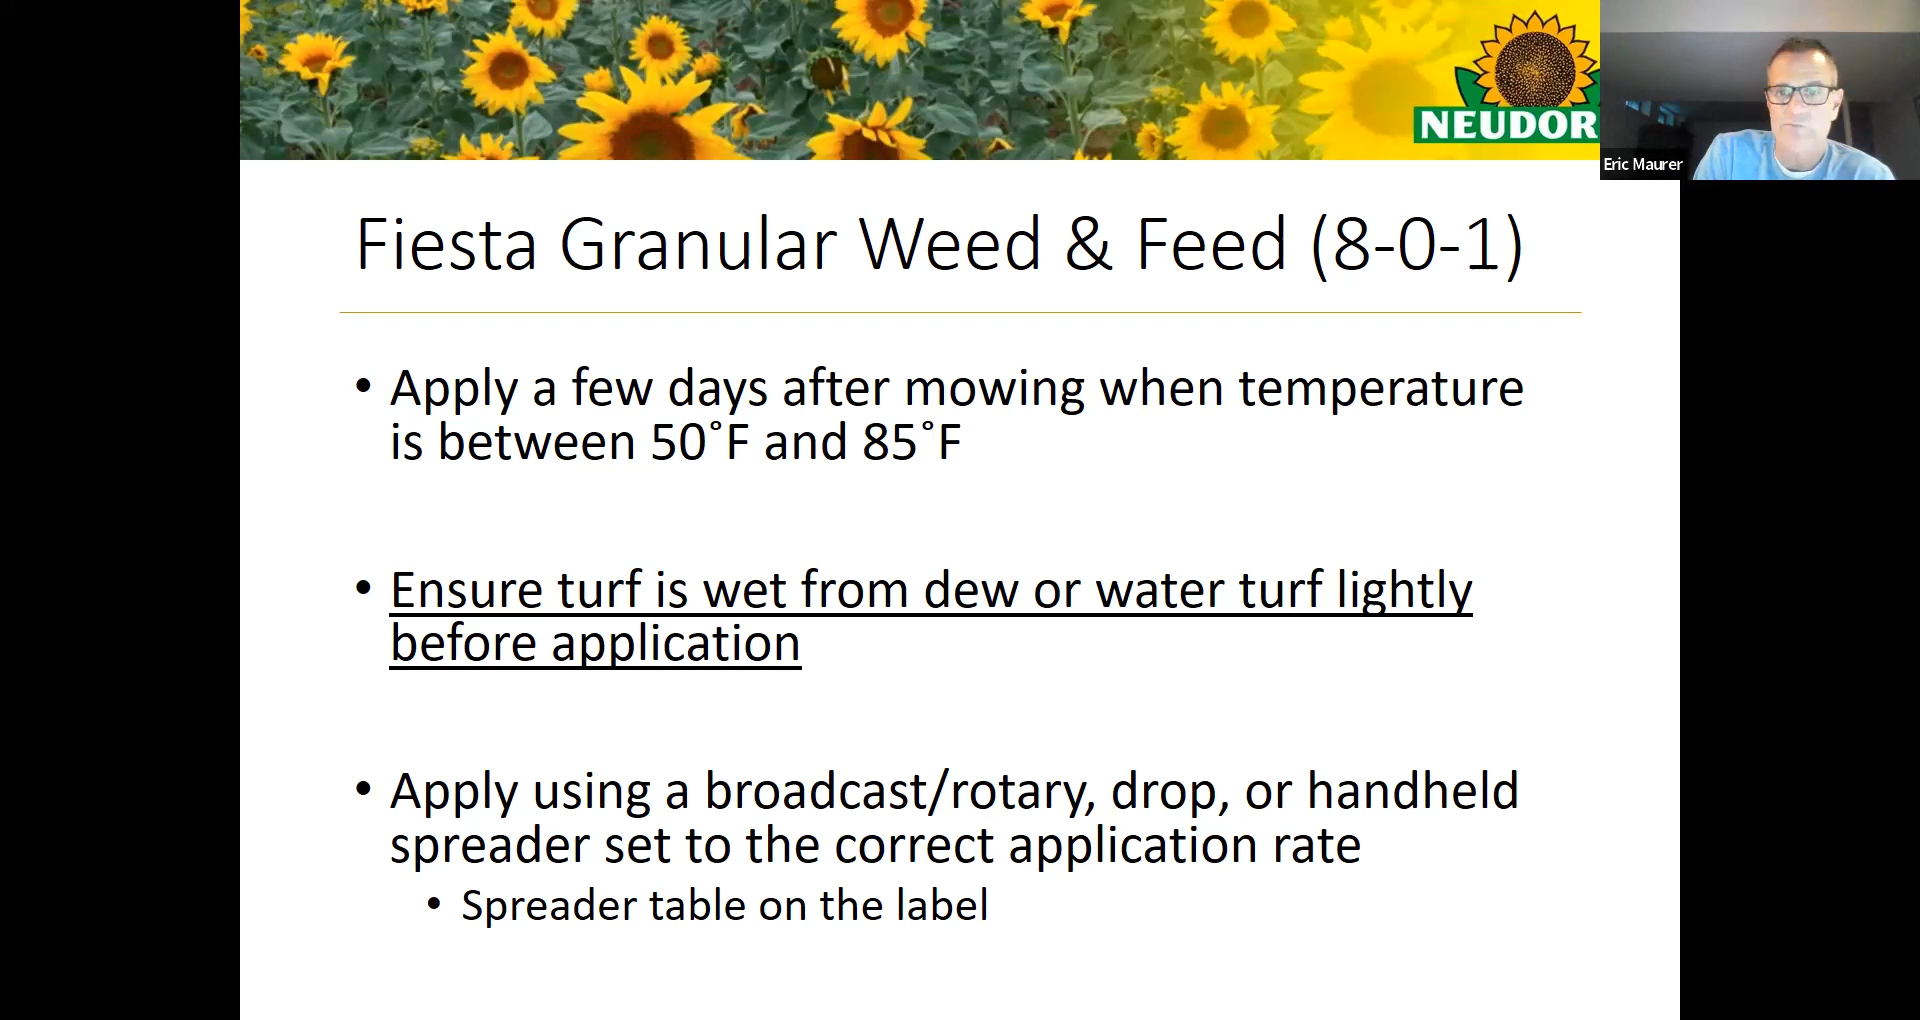 NEUDOR
Eric Maurer
Fiesta Granular Weed & Feed (8-0-1)
• Apply a few days after mowing when temperature
is between 50˚F and 85˚F
• Ensure turf is wet from dew or water turf lightly
before application
• Apply using a broadcast/rotary, drop, or handheld
spreader set to the correct application rate
• Spreader table on the label